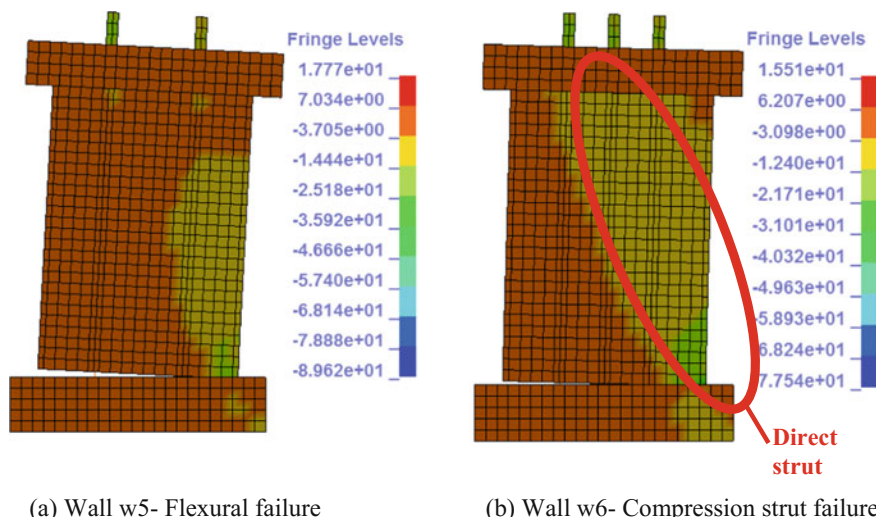 Fringe Levels
1.777e+01
7.034e+00
-3.705e+00
-1.444e+01
-2.518e+01
-3.592e+01
-4.666e+01
-5.740e+01
-6.814e+01
-7.888e+01
-8.962e+01
(a) Wall w5- Flexural failure
Fringe Levels
1.551e+01
6.207e+00
-3.098e+00
-1.240e+01
-2.171e+01
-3.101e+01
-4.032e+01
-4.963e+01
-5.893e+01
6.824e+01
7.754e+01
Direct
strut
(b) Wall w6- Compression strut failure